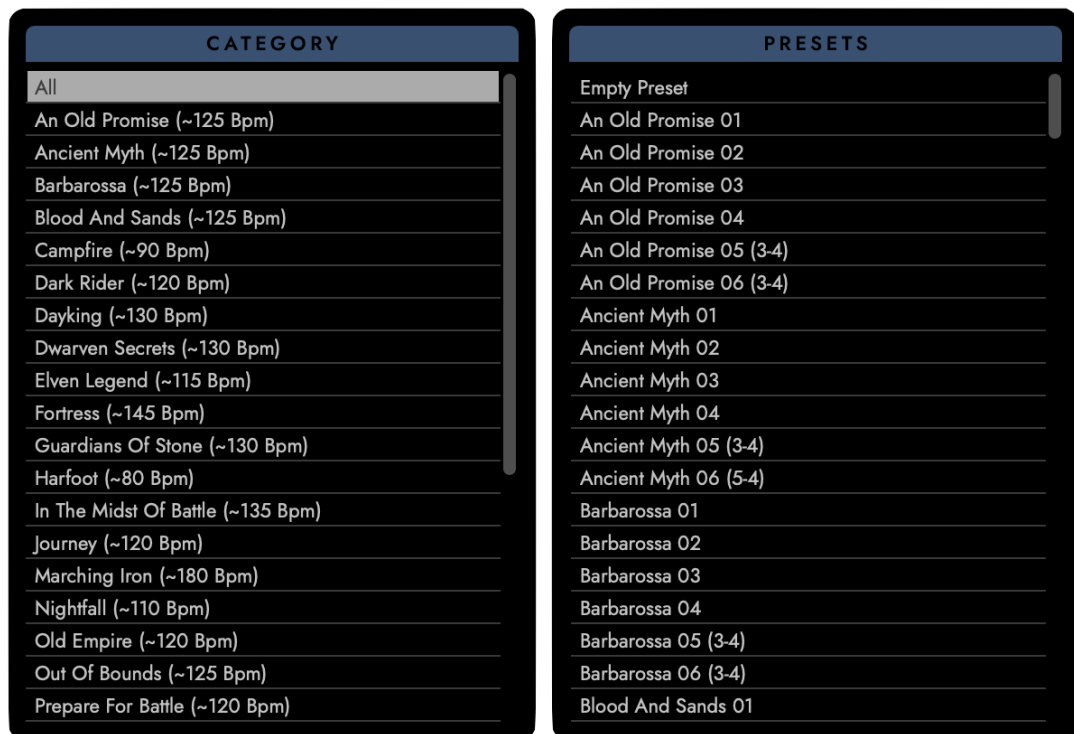 CATEGORY
All
An Old Promise (~125 Bpm)
Ancient Myth (~125 Bpm)
Barbarossa (~125 Bpm)
Blood And Sands (~125 Bpm)
Campfire (~90 Bpm)
Dark Rider (~120 Bpm)
Dayking (~130 Bpm)
Dwarven Secrets (~130 Bpm)
Elven Legend (~115 Bpm)
Fortress (~145 Bpm)
Guardians Of Stone (~130 Bpm)
Harfoot (~80 Bpm)
In The Midst Of Battle (~135 Bpm)
Journey (~120 Bpm)
Marching Iron (~180 Bpm)
Nightfall (~110 Bpm)
Old Empire (~120 Bpm)
Out Of Bounds (~125 Bpm)
Prepare For Battle (~120 Bpm)
PRESETS
Empty Preset
An Old Promise 01
An Old Promise 02
An Old Promise 03
An Old Promise 04
An Old Promise 05 (3-4)
An Old Promise 06 (3-4)
Ancient Myth 01
Ancient Myth 02
Ancient Myth 03
Ancient Myth 04
Ancient Myth 05 (3-4)
Ancient Myth 06 (5-4)
Barbarossa 01
Barbarossa 02
Barbarossa 03
Barbarossa 04
Barbarossa 05 (3-4)
Barbarossa 06 (3-4)
Blood And Sands 01